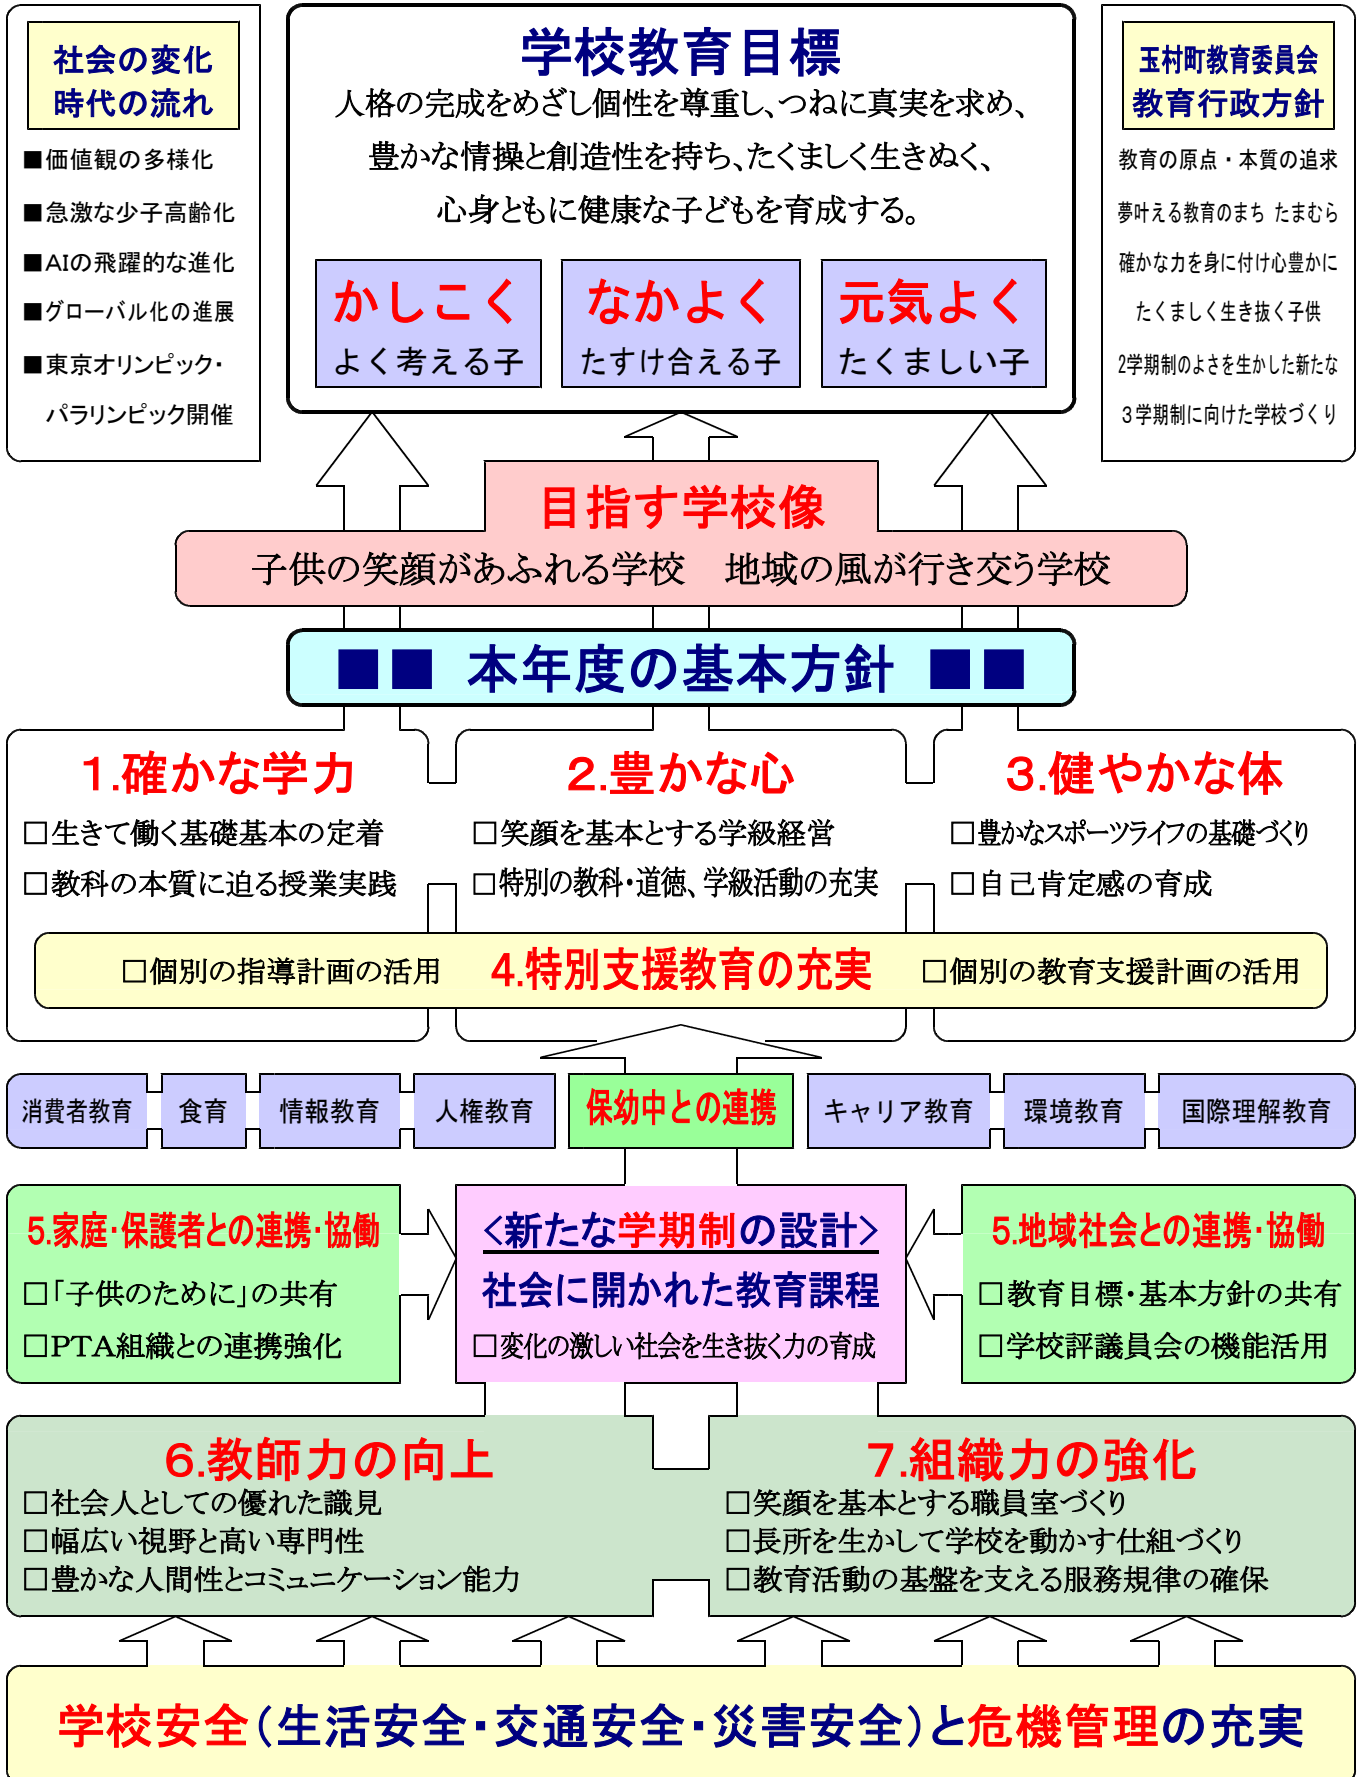 社会の変化
時代の流れ
■価値観の多様化
■急激な少子高齢化
■AIの飛躍的な進化
■グローバル化の進展
■東京オリンピック・
パラリンピック開催
学校教育目標
人格の完成をめざし個性を尊重し、つねに真実を求め、
豊かな情操と創造性を持ち、たくましく生きぬく、
心身ともに健康な子どもを育成する。
かしこく
よく考える子
なかよく
たすけ合える子
元気よく
たくましい子
玉村町教育委員会
教育行政方針
教育の原点・本質の追求
夢叶える教育のまち たまむら
確かな力を身に付け心豊かに
たくましく生き抜く子供
2学期制のよさを生かした新たな
3学期制に向けた学校づくり
目指す学校像
子供の笑顔があふれる学校 地域の風が行き交う学校
■■ 本年度の基本方針 ■■
1.確かな学力
□生きて働く基礎基本の定着
□教科の本質に迫る授業実践
2.豊かな心
□笑顔を基本とする学級経営
□特別の教科・道徳、学級活動の充実
3.健やかな体
□豊かなスポーツライフの基礎づくり
□自己肯定感の育成
□個別の指導計画の活用 4.特別支援教育の充実 □個別の教育支援計画の活用
消費者教育 食育 情報教育 人権教育 保幼中との連携 キャリア教育 環境教育 国際理解教育
5.家庭・保護者との連携・協働
□「子供のために」の共有
□PTA組織との連携強化
<新たな学期制の設計>
社会に開かれた教育課程
□変化の激しい社会を生き抜く力の育成
5.地域社会との連携・協働
□教育目標・基本方針の共有
□学校評議員会の機能活用
6.教師力の向上
□社会人としての優れた識見
□幅広い視野と高い専門性
□豊かな人間性とコミュニケーション能力
7.組織力の強化
□笑顔を基本とする職員室づくり
□長所を生かして学校を動かす仕組づくり
□教育活動の基盤を支える服務規律の確保
学校安全(生活安全・交通安全・災害安全)と危機管理の充実